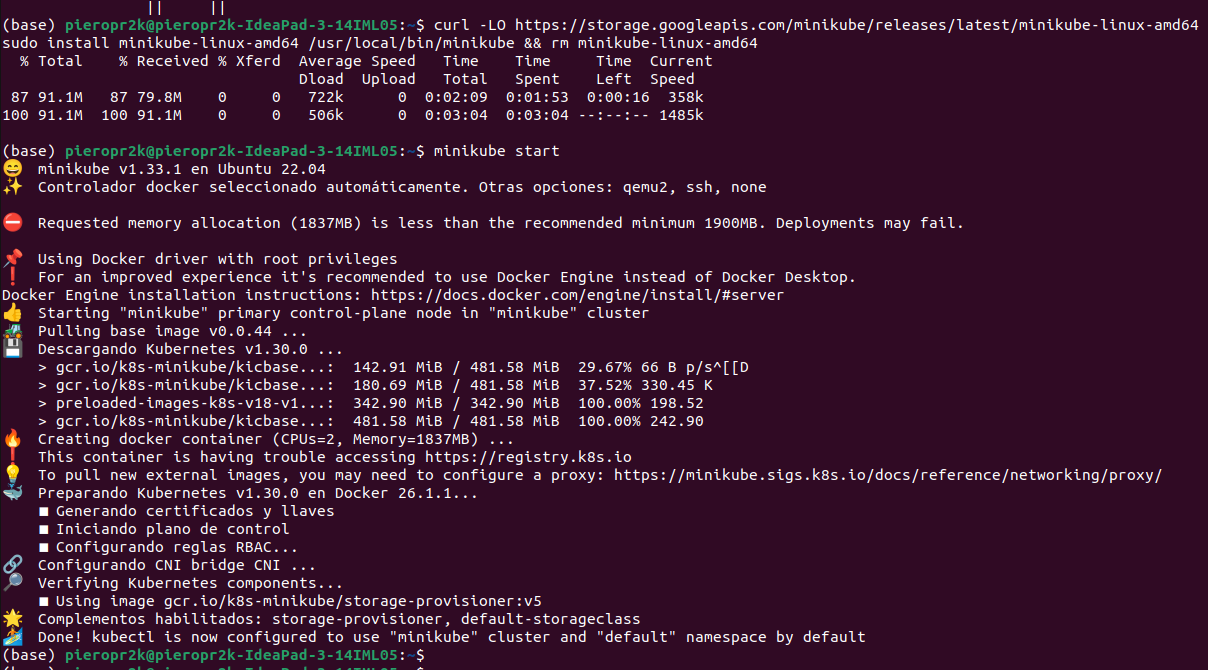 ||      ||
(base) pieropr2k@pieropr2k-IdeaPad-3-14IML05:~$ curl -LO https://storage.googleapis.com/minikube/releases/latest/minikube-linux-amd64
sudo install minikube-linux-amd64 /usr/local/bin/minikube && rm minikube-linux-amd64
  % Total    % Received % Xferd  Average Speed   Time    Time     Time  Current
                                 Dload  Upload   Total   Spent    Left  Speed
 87 91.1M   87 79.8M    0     0   722k      0  0:02:09  0:01:53  0:00:16  358k
100 91.1M  100 91.1M    0     0   506k      0  0:03:04  0:03:04 --:--:-- 1485k
(base) pieropr2k@pieropr2k-IdeaPad-3-14IML05:~$ minikube start
minikube v1.33.1 en Ubuntu 22.04
Controlador docker seleccionado automáticamente. Otras opciones: qemu2, ssh, none
Requested memory allocation (1837MB) is less than the recommended minimum 1900MB. Deployments may fail.
Using Docker driver with root privileges
For an improved experience it's recommended to use Docker Engine instead of Docker Desktop.
Docker Engine installation instructions: https://docs.docker.com/engine/install/#server
Starting "minikube" primary control-plane node in "minikube" cluster
Pulling base image v0.0.44 ...
Descargando Kubernetes v1.30.0 ...
> gcr.io/k8s-minikube/kicbase...:  142.91 MiB / 481.58 MiB  29.67% 66 B p/s^[[D
> gcr.io/k8s-minikube/kicbase...:  180.69 MiB / 481.58 MiB  37.52% 330.45 K
> preloaded-images-k8s-v18-v1...:  342.90 MiB / 342.90 MiB  100.00% 198.52
> gcr.io/k8s-minikube/kicbase...:  481.58 MiB / 481.58 MiB  100.00% 242.90
Creating docker container (CPUs=2, Memory=1837MB) ...
This container is having trouble accessing https://registry.k8s.io
To pull new external images, you may need to configure a proxy: https://minikube.sigs.k8s.io/docs/reference/networking/proxy/
Preparando Kubernetes v1.30.0 en Docker 26.1.1...
■ Generando certificados y llaves
■ Iniciando plano de control
■ Configurando reglas RBAC...
Configurando CNI bridge CNI ...
Verifying Kubernetes components...
■ Using image gcr.io/k8s-minikube/storage-provisioner:v5
Complementos habilitados: storage-provisioner, default-storageclass
Done! kubectl is now configured to use "minikube" cluster and "default" namespace by default
(base) pieropr2k@pieropr2k-IdeaPad-3-14IML05:~$